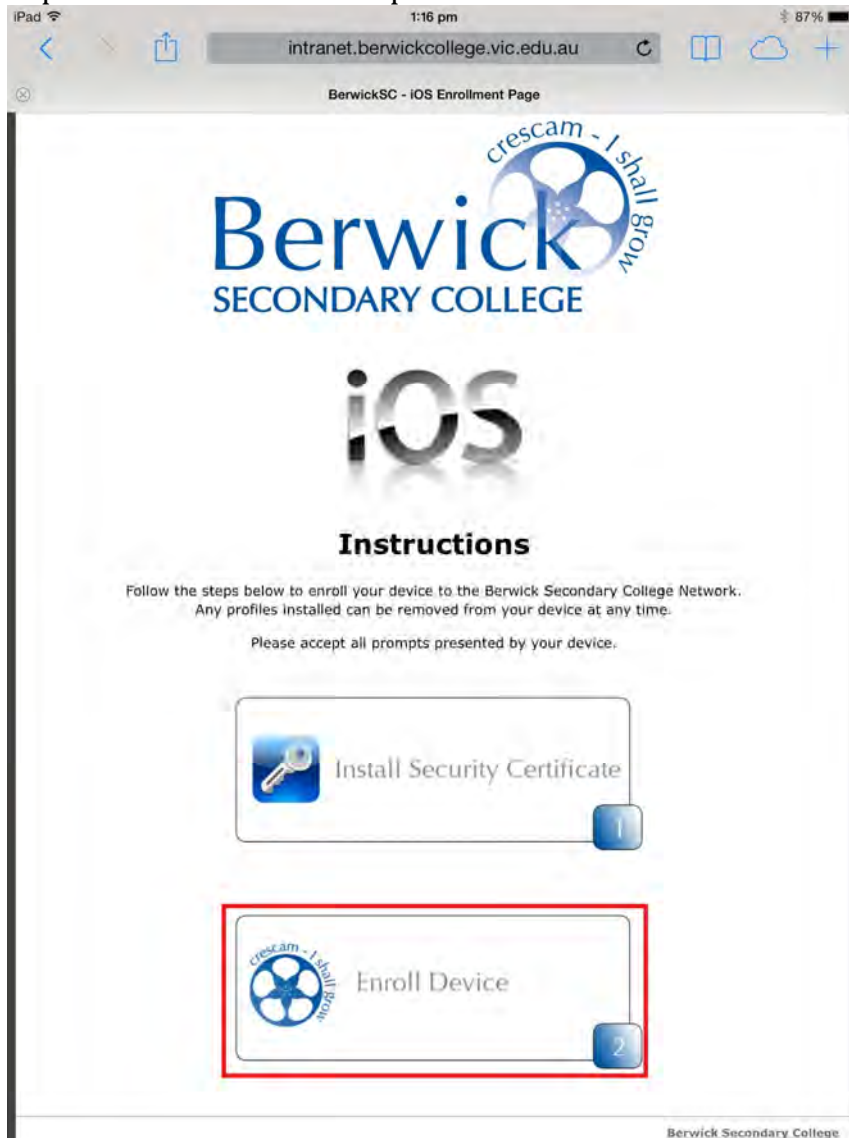 iPad 1:16 pm 87%
intranet.berwickcollege.vic.edu.au
BerwickSC - iOS Enrollment Page
crescam - I shall grow
Berwick
SECONDARY COLLEGE
iOS
Instructions
Follow the steps below to enroll your device to the Berwick Secondary College Network.
Any profiles installed can be removed from your device at any time.
Please accept all prompts presented by your device.
Install Security Certificate
1
crescam - I shall grow
Enroll Device
2
Berwick Secondary College